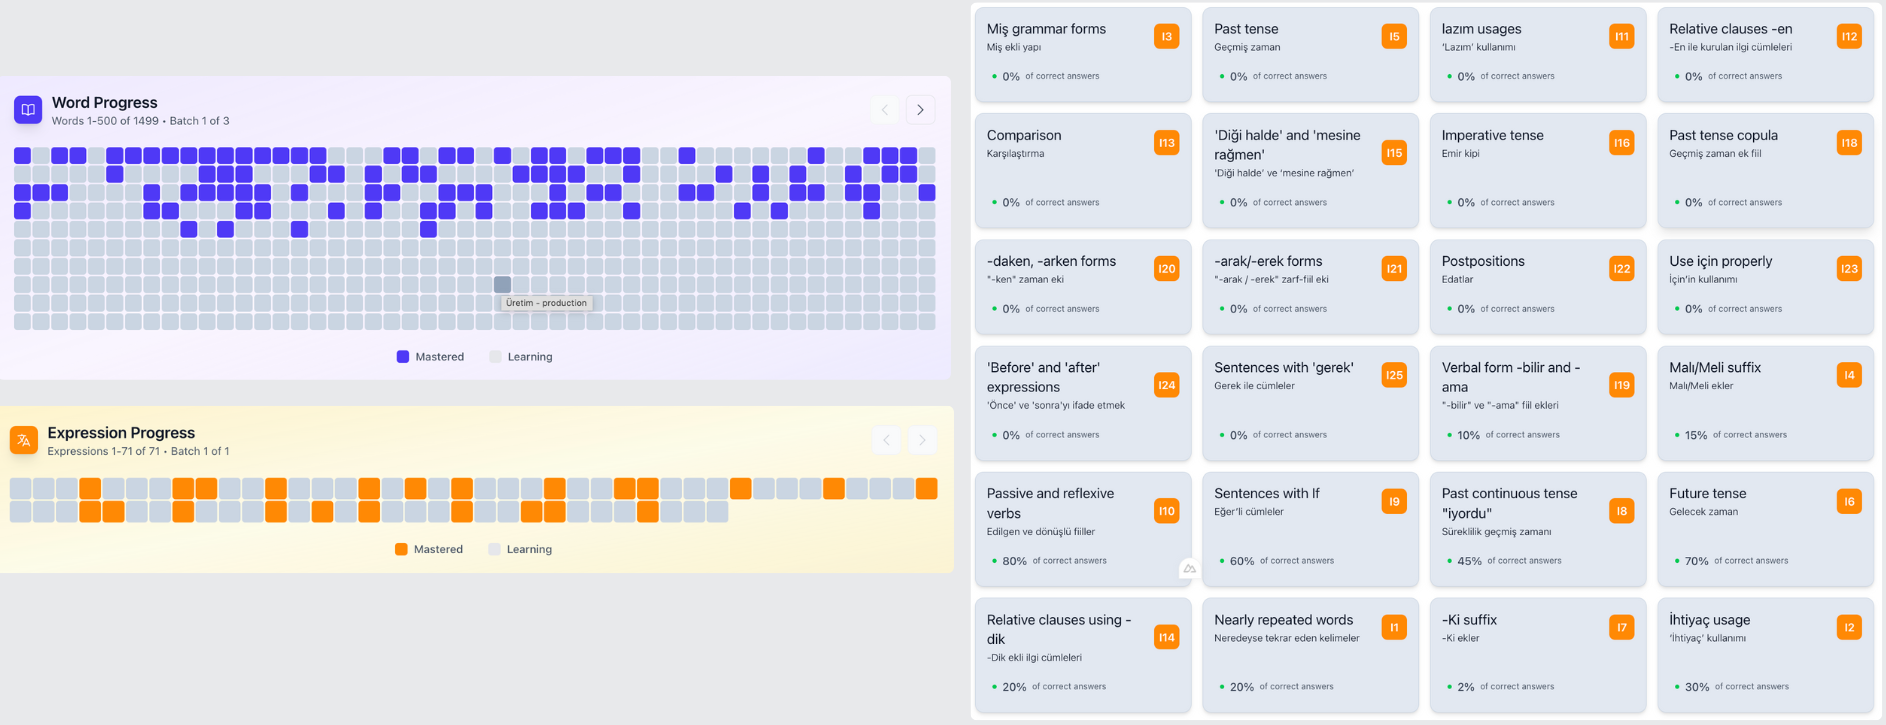 Word Progress
Words 1-500 of 1499 • Batch 1 of 3
Üretim - production
Mastered
Learning
Expression Progress
Expressions 1-71 of 71 • Batch 1 of 1
Mastered
Learning
Miş grammar forms
I3
Miş ekli yapı
0% of correct answers
Past tense
I5
Geçmiş zaman
0% of correct answers
lazım usages
I11
'Lazım' kullanımı
0% of correct answers
Relative clauses -en
I12
-En ile kurulan ilgi cümleleri
0% of correct answers
Comparison
I13
Karşılaştırma
0% of correct answers
'Diği halde' and 'mesine
rağmen'
I15
'Diği halde' ve 'mesine rağmen'
0% of correct answers
Imperative tense
I16
Emir kipi
0% of correct answers
Past tense copula
I18
Geçmiş zaman ek fiil
0% of correct answers
-daken, -arken forms
I20
"-ken" zaman eki
0% of correct answers
-arak/-erek forms
I21
"-arak / -erek" zarf-fiil eki
0% of correct answers
Postpositions
I22
Edatlar
0% of correct answers
Use için properly
I23
İçin'in kullanımı
0% of correct answers
'Before' and 'after'
expressions
I24
'Önce' ve 'sonra'yı ifade etmek
0% of correct answers
Sentences with 'gerek'
I25
Gerek ile cümleler
0% of correct answers
Verbal form -bilir and -
ama
I19
"-bilir" ve "-ama" fiil ekleri
10% of correct answers
Malı/Meli suffix
I4
Malı/Meli ekler
15% of correct answers
Passive and reflexive
verbs
I10
Edilgen ve dönüşlü fiiller
80% of correct answers
Sentences with If
I9
Eğer'li cümleler
60% of correct answers
Past continuous tense
"iyordu"
I8
Süreklilik geçmiş zamanı
45% of correct answers
Future tense
I6
Gelecek zaman
70% of correct answers
Relative clauses using -
dik
I14
-Dik ekli ilgi cümleleri
20% of correct answers
Nearly repeated words
I1
Neredeyse tekrar eden kelimeler
20% of correct answers
-Ki suffix
I7
-Ki ekler
2% of correct answers
İhtiyaç usage
I2
'İhtiyaç' kullanımı
30% of correct answers